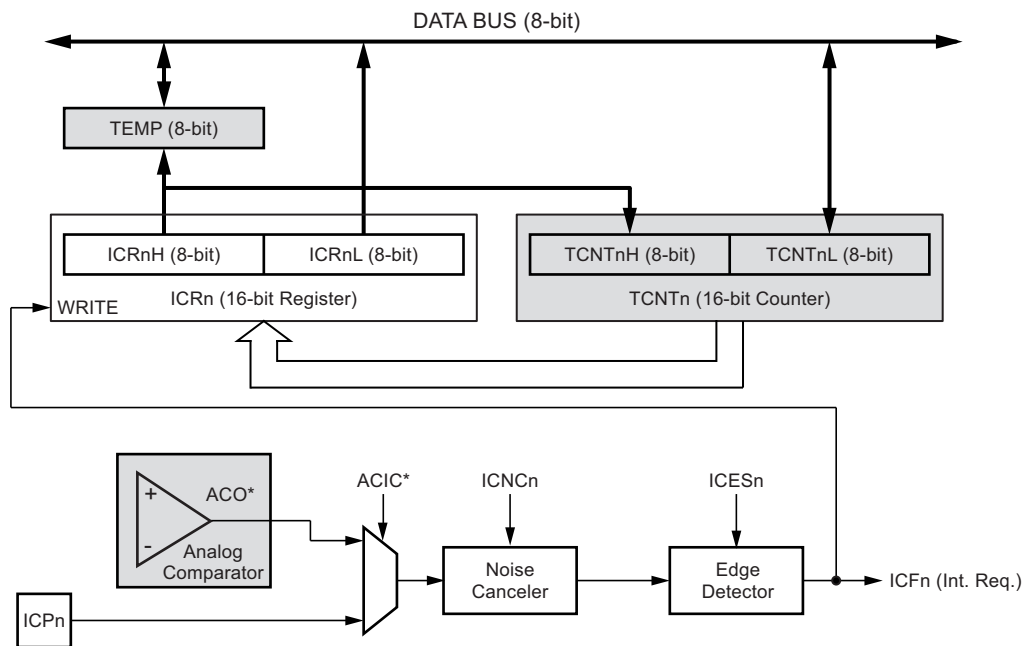 DATA BUS (8-bit)
TEMP (8-bit)
ICRnH (8-bit)
ICRnL (8-bit)
TCNTnH (8-bit)
TCNTnL (8-bit)
WRITE
ICRn (16-bit Register)
TCNTn (16-bit Counter)
+
ACO*
-
Analog
Comparator
ACIC*
ICNCn
ICESn
Noise
Canceler
Edge
Detector
ICFn (Int. Req.)
ICPn